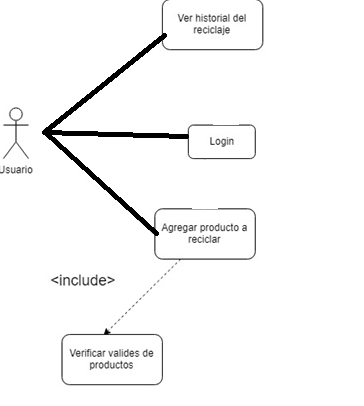 Ver historial del
reciclaje
Login
Usuario
Agregar producto a
reciclar
<include>
Verificar valides de
productos